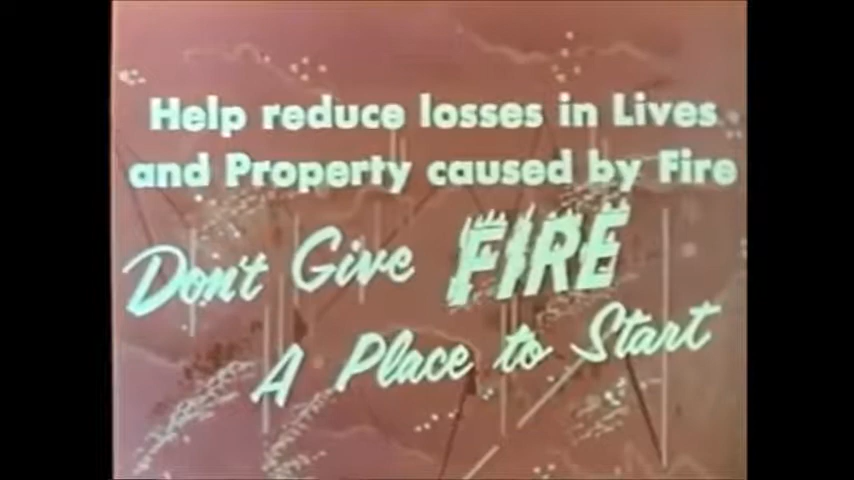 Help reduce losses in Lives
and Property caused by Fire
Don't Give FIRE
A Place to Start